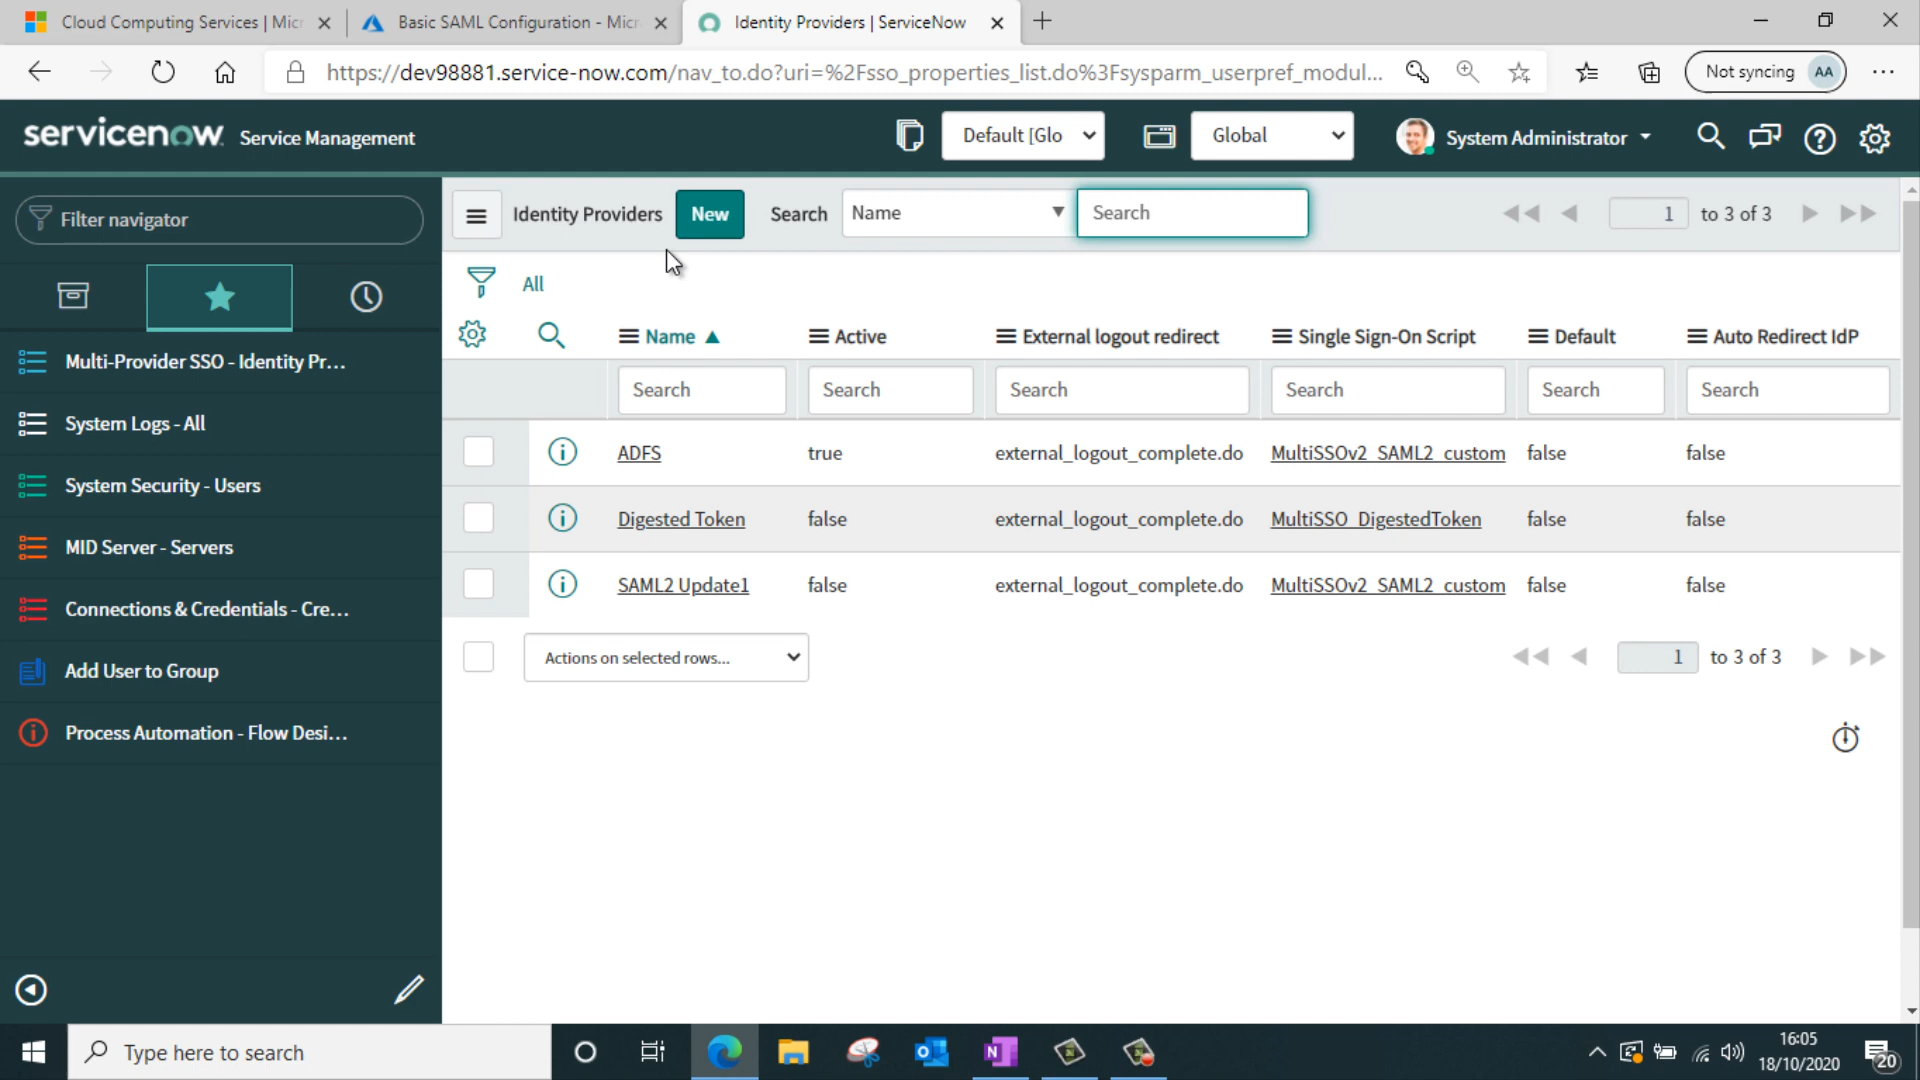 Cloud Computing Services | Micr
Basic SAML Configuration - Micr
Identity Providers | ServiceNow
https://dev98881.service-now.com/nav_to.do?uri=%2Fsso_properties_list.do%3Fsysparm_userpref_modul...
Not syncing AA
servicenow Service Management
Default [Glo
Global
System Administrator
Filter navigator
Identity Providers New Search Name Search 1 to 3 of 3
All
Name Active External logout redirect Single Sign-On Script Default Auto Redirect IdP
Search Search Search Search Search Search
ADFS true external_logout_complete.do MultiSSOv2_SAML2_custom false false
Digested Token false external_logout_complete.do MultiSSO_DigestedToken false false
SAML2 Update1 false external_logout_complete.do MultiSSOv2_SAML2_custom false false
Actions on selected rows... 1 to 3 of 3
Multi-Provider SSO - Identity Pr...
System Logs - All
System Security - Users
MID Server - Servers
Connections & Credentials - Cre...
Add User to Group
Process Automation - Flow Desi...
Type here to search
16:05
18/10/2020
20